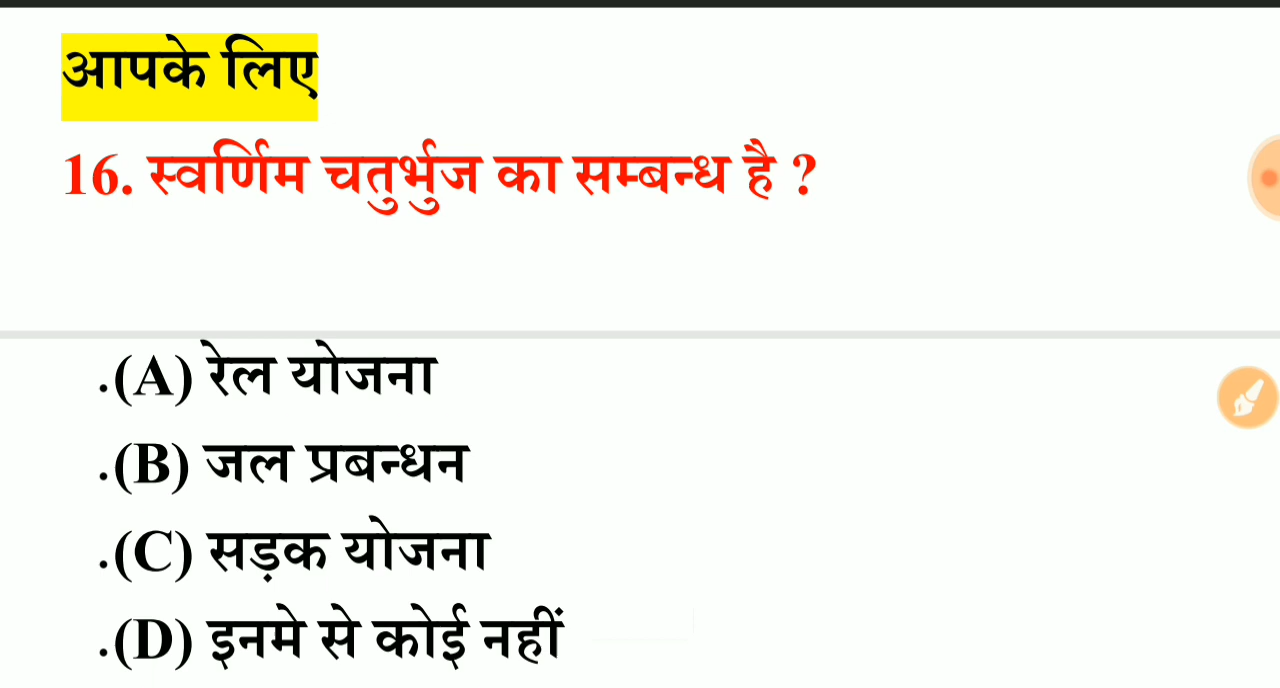 आपके लिए
16. स्वर्णिम चतुर्भुज का सम्बन्ध है ?
.(A) रेल योजना
.(B) जल प्रबन्धन
.(C) सड़क योजना
.(D) इनमे से कोई नहीं